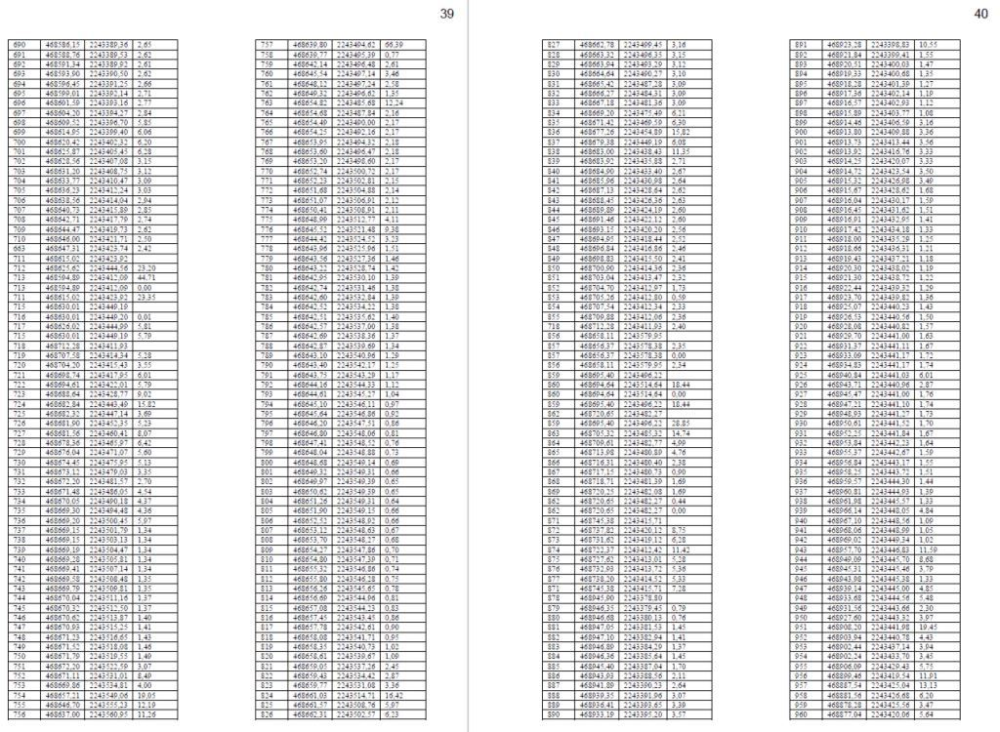 39
690 468586,15 2243389,36 2,65
691 468588,76 2243389,53 2,62
692 468591,34 2243389,92 2,61
693 468593,90 2243390,50 2,62
694 468596,45 2243391,25 2,66
695 468599,01 2243392,14 2,71
696 468601,59 2243393,16 2,77
697 468604,20 2243394,27 2,84
698 468609,52 2243396,70 5,85
699 468614,95 2243399,40 6,06
700 468620,42 2243402,32 6,20
701 468625,87 2243405,45 6,28
702 468628,56 2243407,08 3,15
703 468631,20 2243408,75 3,12
704 468633,77 2243410,47 3,09
705 468636,23 2243412,24 3,03
706 468638,56 2243414,04 2,94
707 468640,73 2243415,89 2,85
708 468642,71 2243417,79 2,74
709 468644,47 2243419,73 2,62
710 468646,00 2243421,71 2,50
663 468647,31 2243423,74 2,42
711 468615,02 2243423,92
712 468625,62 2243444,56 23,20
713 468594,89 2243412,09 44,71
713 468594,89 2243412,09 0,00
711 468615,02 2243423,92 23,35
715 468630,01 2243449,19
716 468630,01 2243449,20 0,01
717 468626,02 2243444,99 5,81
715 468630,01 2243449,19 5,79
718 468712,28 2243411,93
719 468707,58 2243414,34 5,28
720 468704,20 2243415,43 3,55
721 468698,74 2243417,95 6,01
722 468694,61 2243422,01 5,79
723 468688,64 2243428,77 9,02
724 468682,84 2243443,49 15,82
725 468682,32 2243447,14 3,69
726 468681,90 2243452,35 5,23
727 468681,56 2243460,41 8,07
728 468678,36 2243465,97 6,42
729 468676,04 2243471,07 5,60
730 468674,45 2243475,95 5,13
731 468673,12 2243479,03 3,35
732 468672,20 2243481,57 2,70
733 468671,48 2243486,05 4,54
734 468670,05 2243490,18 4,37
735 468669,30 2243494,48 4,36
736 468669,20 2243500,45 5,97
737 468669,15 2243501,79 1,34
738 468669,15 2243503,13 1,34
739 468669,19 2243504,47 1,34
740 468669,28 2243505,81 1,34
741 468669,41 2243507,14 1,34
742 468669,58 2243508,48 1,35
743 468669,79 2243509,81 1,35
744 468670,04 2243511,16 1,37
745 468670,32 2243512,50 1,37
746 468670,62 2243513,87 1,40
747 468670,93 2243515,25 1,41
748 468671,23 2243516,65 1,43
749 468671,52 2243518,08 1,46
750 468671,79 2243519,55 1,49
751 468672,20 2243522,59 3,07
752 468671,11 2243531,01 8,49
753 468669,86 2243534,81 4,00
754 468657,21 2243549,06 19,05
755 468646,70 2243555,23 12,19
756 468637,00 2243560,95 11,26
757 468639,80 2243494,62 66,39
758 468639,77 2243495,39 0,77
759 468642,14 2243496,48 2,61
760 468645,54 2243497,14 3,46
761 468648,12 2243497,24 2,58
762 468649,32 2243496,62 1,35
763 468654,82 2243485,68 12,24
764 468654,68 2243487,84 2,16
765 468654,49 2243490,00 2,17
766 468654,25 2243492,16 2,17
767 468653,95 2243494,32 2,18
768 468653,60 2243496,47 2,18
769 468653,20 2243498,60 2,17
770 468652,74 2243500,72 2,17
771 468652,23 2243502,81 2,15
772 468651,68 2243504,88 2,14
773 468651,07 2243506,91 2,12
774 468650,41 2243508,91 2,11
775 468648,99 2243512,77 4,11
776 468645,52 2243521,48 9,38
777 468644,42 2243524,52 3,23
778 468643,96 2243525,96 1,51
779 468643,56 2243527,36 1,46
780 468643,22 2243528,74 1,42
781 468642,95 2243530,10 1,39
782 468642,74 2243531,46 1,38
783 468642,60 2243532,84 1,39
784 468642,52 2243534,22 1,38
785 468642,51 2243535,62 1,40
786 468642,57 2243537,00 1,38
787 468642,69 2243538,36 1,37
788 468642,87 2243539,69 1,34
789 468643,10 2243540,96 1,29
790 468643,40 2243542,17 1,25
791 468643,75 2243543,29 1,17
792 468644,16 2243544,33 1,12
793 468644,61 2243545,27 1,04
794 468645,10 2243546,11 0,97
795 468645,64 2243546,86 0,92
796 468646,20 2243547,51 0,86
797 468646,80 2243548,06 0,81
798 468647,41 2243548,52 0,76
799 468648,04 2243548,88 0,73
800 468648,68 2243549,14 0,69
801 468649,32 2243549,31 0,66
802 468649,97 2243549,39 0,65
803 468650,62 2243549,39 0,65
804 468651,26 2243549,31 0,64
805 468651,90 2243549,15 0,66
806 468652,52 2243548,92 0,66
807 468653,12 2243548,63 0,67
808 468653,70 2243548,27 0,68
809 468654,27 2243547,86 0,70
810 468654,80 2243547,39 0,71
811 468655,32 2243546,86 0,74
812 468655,80 2243546,28 0,75
813 468656,26 2243545,65 0,78
814 468656,69 2243544,96 0,81
815 468657,08 2243544,23 0,83
816 468657,45 2243543,45 0,86
817 468657,78 2243542,61 0,90
818 468658,08 2243541,71 0,95
819 468658,35 2243540,73 1,02
820 468658,61 2243539,67 1,09
821 468659,05 2243537,26 2,45
822 468659,43 2243534,42 2,87
823 468659,77 2243531,08 3,36
824 468661,03 2243514,71 16,42
825 468661,57 2243508,76 5,97
826 468662,31 2243502,57 6,23
40
827 468662,78 2243499,45 3,16
828 468663,32 2243496,35 3,15
829 468663,94 2243493,29 3,12
830 468664,64 2243490,27 3,10
831 468665,42 2243487,28 3,09
832 468666,27 2243484,31 3,09
833 468667,18 2243481,36 3,09
834 468669,20 2243475,49 6,21
835 468671,42 2243469,59 6,30
836 468677,26 2243454,89 15,82
837 468679,38 2243449,19 6,08
838 468683,00 2243438,43 11,35
839 468683,92 2243435,88 2,71
840 468684,90 2243433,40 2,67
841 468685,96 2243430,98 2,64
842 468687,13 2243428,64 2,62
843 468688,45 2243426,36 2,63
844 468689,89 2243424,19 2,60
845 468691,46 2243422,12 2,60
846 468693,15 2243420,20 2,56
847 468694,95 2243418,44 2,52
848 468696,84 2243416,86 2,46
849 468698,83 2243415,50 2,41
850 468700,90 2243414,36 2,36
851 468703,04 2243413,47 2,32
852 468704,70 2243412,97 1,73
853 468705,26 2243412,80 0,59
854 468707,54 2243412,34 2,33
855 468709,88 2243412,06 2,36
718 468712,28 2243411,93 2,40
856 468658,11 2243579,95
857 468656,37 2243578,38 2,35
857 468656,37 2243578,38 0,00
856 468658,11 2243579,95 2,34
859 468695,40 2243496,22
860 468694,64 2243514,64 18,44
860 468694,64 2243514,64 0,00
859 468695,40 2243496,22 18,44
862 468720,65 2243482,27
859 468695,40 2243496,22 28,85
863 468705,32 2243485,32 14,74
864 468709,61 2243482,77 4,99
865 468713,98 2243480,89 4,76
866 468716,31 2243480,40 2,38
867 468717,15 2243480,73 0,90
868 468718,71 2243481,39 1,69
869 468720,25 2243482,08 1,69
862 468720,65 2243482,27 0,44
862 468720,65 2243482,27 0,00
871 468745,38 2243415,71
872 468737,82 2243420,12 8,75
873 468731,62 2243419,12 6,28
874 468722,37 2243412,42 11,42
875 468727,62 2243413,01 5,28
876 468732,93 2243413,72 5,36
877 468738,20 2243414,52 5,33
871 468745,38 2243415,71 7,28
878 468945,90 2243378,80
879 468946,35 2243379,45 0,79
880 468946,68 2243380,13 0,76
881 468947,05 2243381,53 1,45
882 468947,10 2243382,94 1,41
883 468946,89 2243384,29 1,37
884 468946,36 2243385,64 1,45
885 468945,40 2243387,04 1,70
886 468943,93 2243388,56 2,11
887 468941,89 2243390,23 2,64
888 468939,35 2243391,96 3,07
889 468936,41 2243393,65 3,39
890 468933,19 2243395,20 3,57
891 468923,28 2243398,83 10,55
892 468921,84 2243399,41 1,55
893 468920,51 2243400,03 1,47
894 468919,33 2243400,68 1,35
895 468918,28 2243401,39 1,27
896 468917,36 2243402,14 1,19
897 468916,57 2243402,93 1,12
898 468915,89 2243403,77 1,08
899 468914,46 2243406,59 3,16
900 468913,80 2243409,88 3,36
901 468913,73 2243413,44 3,56
902 468913,92 2243416,76 3,33
903 468914,25 2243420,07 3,33
904 468914,72 2243423,54 3,50
905 468915,32 2243426,98 3,49
906 468915,67 2243428,62 1,68
907 468916,04 2243430,17 1,59
908 468916,45 2243431,62 1,51
909 468916,91 2243432,95 1,41
910 468917,42 2243434,18 1,33
911 468918,00 2243435,29 1,25
912 468918,66 2243436,31 1,21
913 468919,43 2243437,21 1,18
914 468920,30 2243438,02 1,19
915 468921,30 2243438,72 1,22
916 468922,44 2243439,32 1,29
917 468923,70 2243439,82 1,36
918 468925,07 2243440,23 1,43
919 468926,53 2243440,56 1,50
920 468928,08 2243440,82 1,57
921 468929,70 2243441,00 1,63
922 468931,37 2243441,11 1,67
923 468933,09 2243441,17 1,72
924 468934,83 2243441,17 1,74
925 468940,84 2243441,03 6,01
926 468943,71 2243440,96 2,87
927 468945,47 2243441,00 1,76
928 468947,21 2243441,10 1,74
929 468948,93 2243441,27 1,73
930 468950,61 2243441,52 1,70
931 468952,25 2243441,84 1,67
932 468953,84 2243442,23 1,64
933 468955,37 2243442,67 1,59
934 468956,84 2243443,17 1,55
935 468958,25 2243443,72 1,51
936 468959,57 2243444,30 1,44
937 468960,81 2243444,93 1,39
938 468961,98 2243445,57 1,33
939 468966,14 2243448,05 4,84
940 468967,10 2243448,56 1,09
941 468968,06 2243448,99 1,05
942 468969,02 2243449,34 1,02
943 468957,70 2243446,83 11,59
944 468949,09 2243445,70 8,68
945 468945,31 2243445,46 3,79
946 468943,98 2243445,38 1,33
947 468939,14 2243445,00 4,85
948 468933,68 2243444,56 5,48
949 468931,56 2243443,66 2,30
950 468927,60 2243443,32 3,97
951 468908,20 2243441,98 19,45
952 468903,94 2243440,78 4,43
953 468902,44 2243437,14 3,94
954 468902,24 2243433,70 3,45
955 468906,09 2243429,43 5,75
956 468899,46 2243419,54 11,91
957 468887,54 2243425,04 13,13
958 468881,56 2243426,68 6,20
959 468878,28 2243425,56 3,47
960 468877,04 2243420,06 5,64